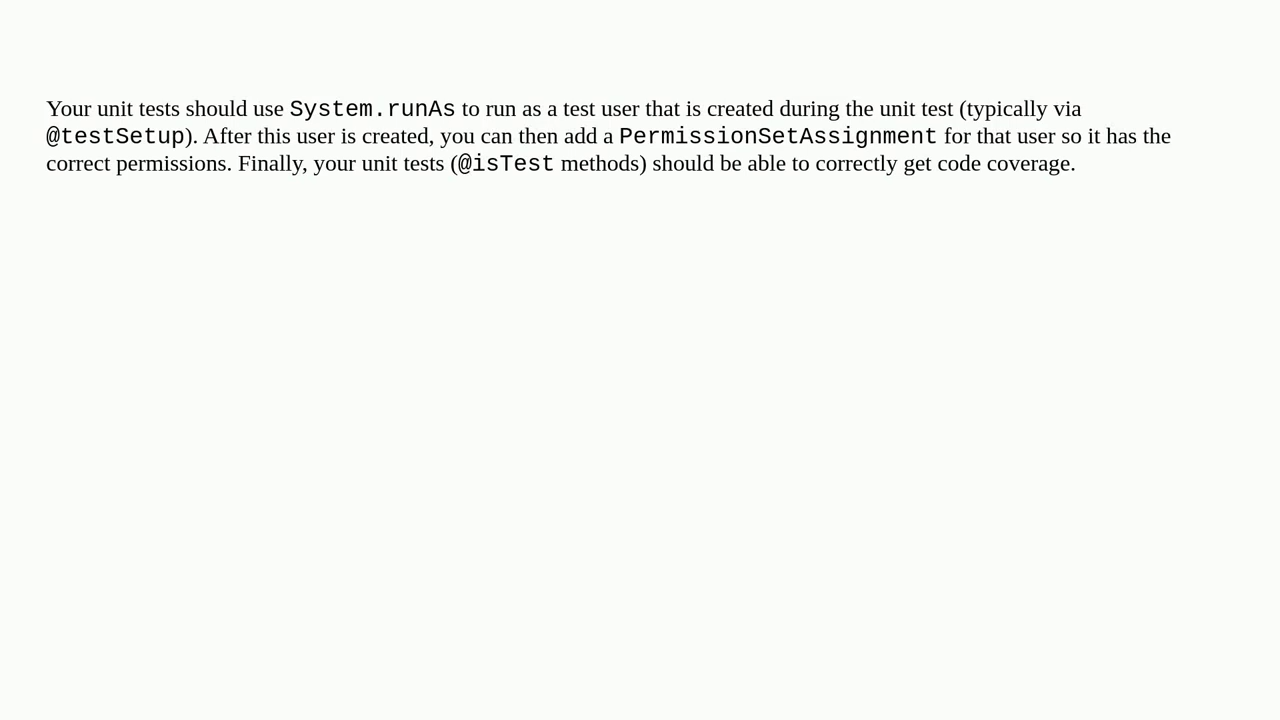 Your unit tests should use System.runAs to run as a test user that is created during the unit test (typically via
@testSetup). After this user is created, you can then add a PermissionSetAssignment for that user so it has the
correct permissions. Finally, your unit tests (@isTest methods) should be able to correctly get code coverage.